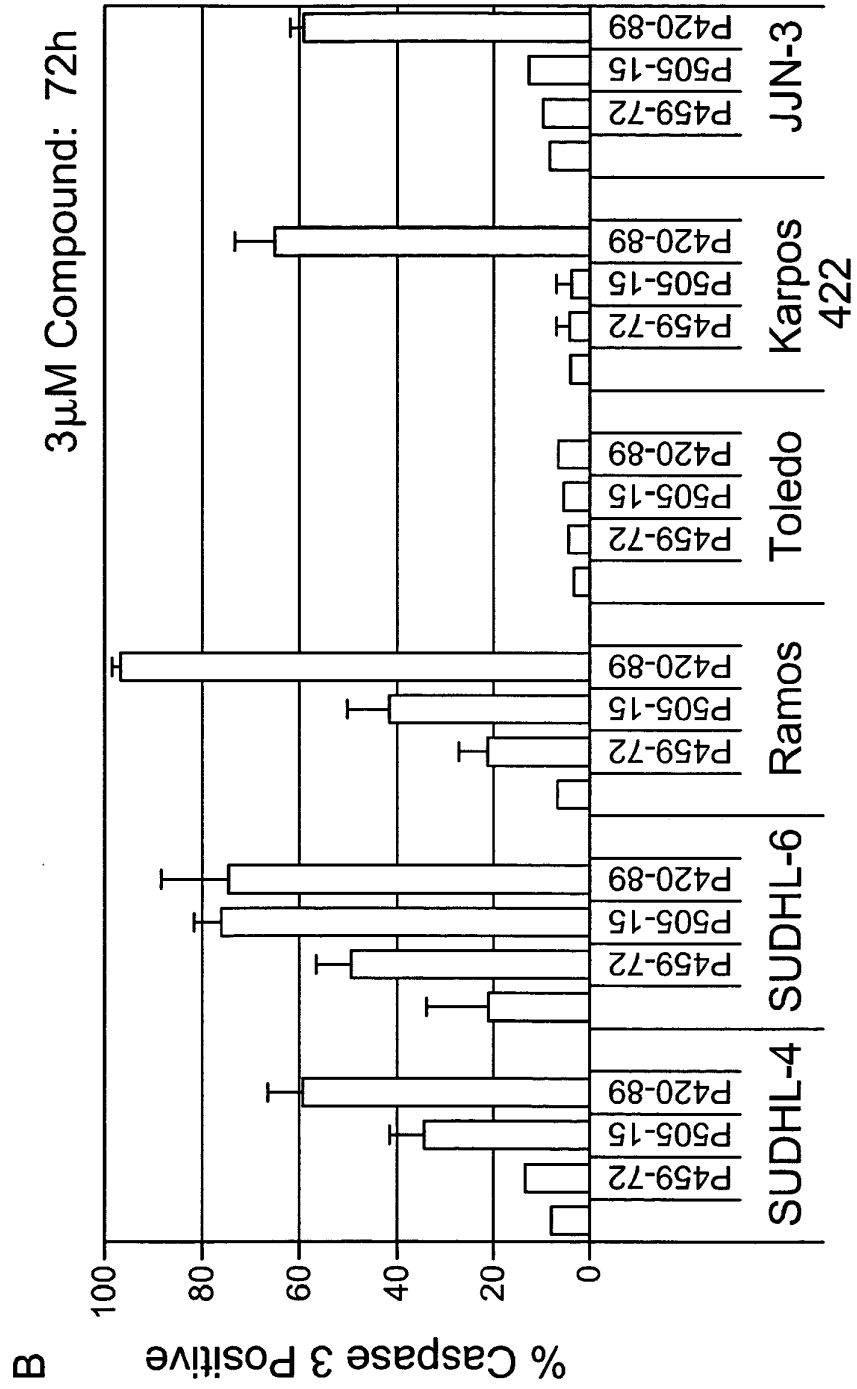 B
3μM Compound: 72h
% Caspase 3 Positive
100
80
60
40
20
0
P459-72 P505-15 P420-89 P459-72 P505-15 P420-89 P459-72 P505-15 P420-89 P459-72 P505-15 P420-89 P459-72 P505-15 P420-89 P459-72 P505-15 P420-89
SUDHL-4 SUDHL-6 Ramos Toledo Karpos JJN-3
422